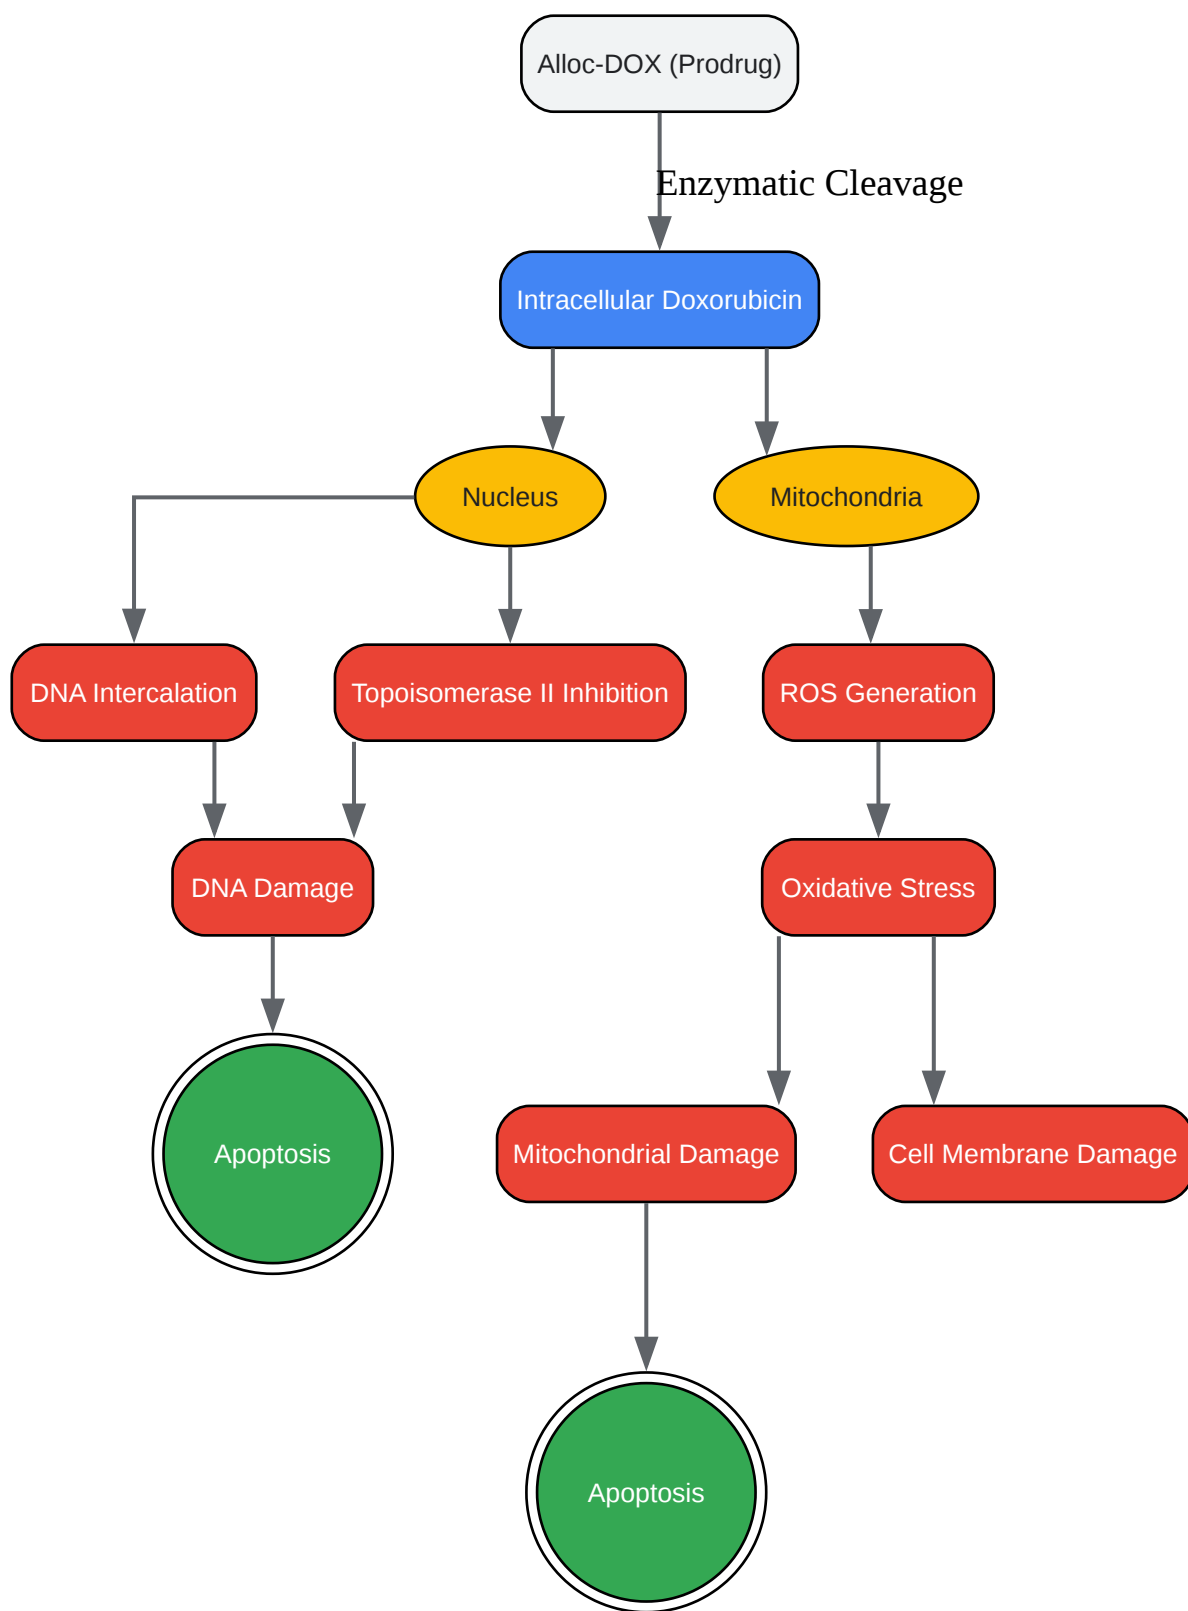 Alloc-DOX (Prodrug)
Enzymatic Cleavage
Intracellular Doxorubicin
Nucleus
Mitochondria
DNA Intercalation
Topoisomerase II Inhibition
ROS Generation
DNA Damage
Oxidative Stress
Apoptosis
Mitochondrial Damage
Cell Membrane Damage
Apoptosis